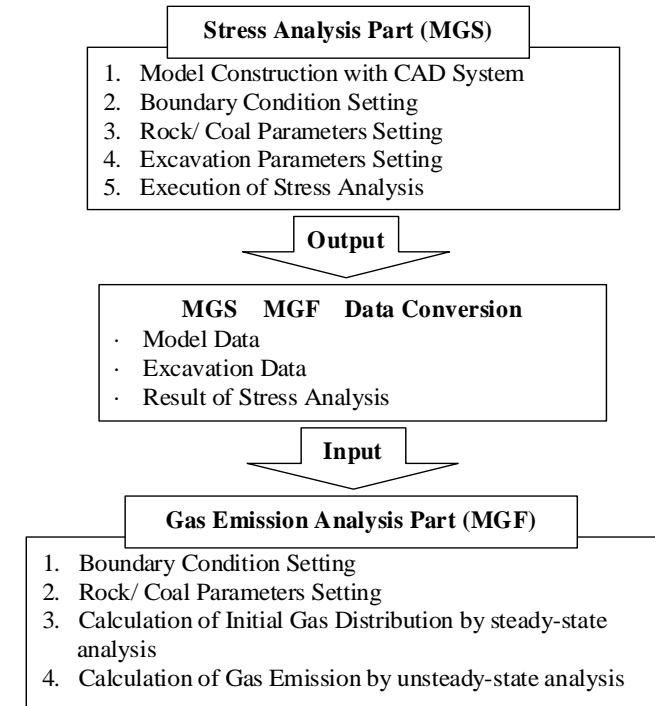 Stress Analysis Part (MGS)
1. Model Construction with CAD System
2. Boundary Condition Setting
3. Rock/ Coal Parameters Setting
4. Excavation Parameters Setting
5. Execution of Stress Analysis
Output
MGS MGF Data Conversion
· Model Data
· Excavation Data
· Result of Stress Analysis
Input
Gas Emission Analysis Part (MGF)
1. Boundary Condition Setting
2. Rock/ Coal Parameters Setting
3. Calculation of Initial Gas Distribution by steady-state
analysis
4. Calculation of Gas Emission by unsteady-state analysis